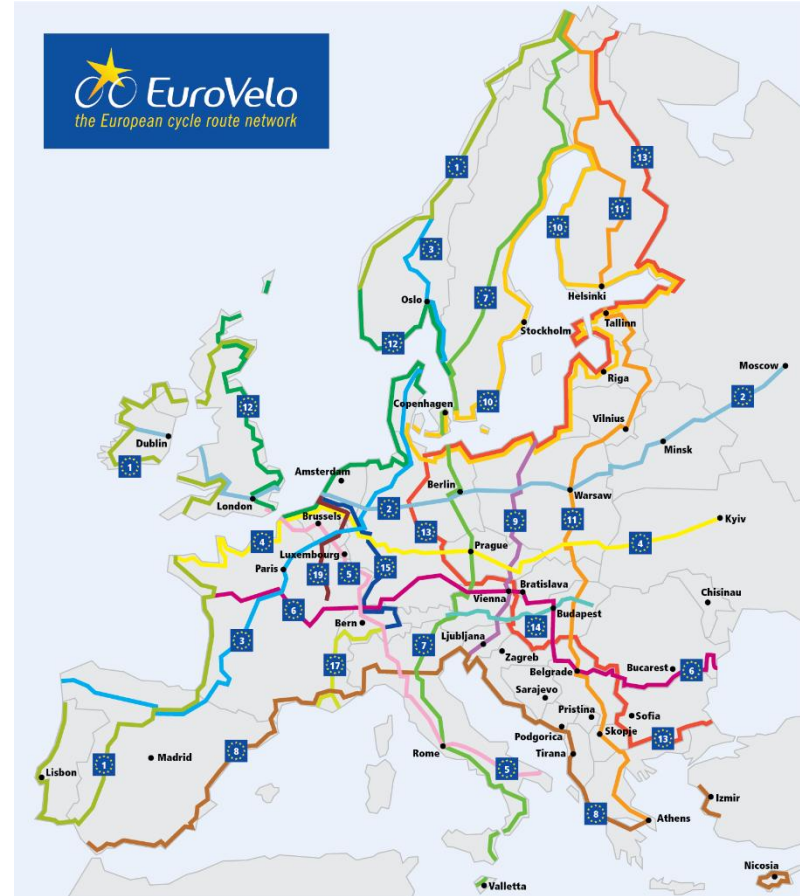 EuroVelo
the European cycle route network
1
13
10
11
3
7
Oslo
Helsinki
Stockholm
Tallinn
12
Moscow
Riga
2
Copenhagen
10
12
Vilnius
Dublin
Minsk
1
Amsterdam
Berlin
London
Warsaw
2
Brussels
9
11
Kyiv
13
4
4
Prague
Luxembourg
Paris
19
5
15
Bratislava
Vienna
Chisinau
6
Budapest
Bern
14
3
7
Ljubljana
Zagreb
17
Belgrade
Bucarest
6
Sarajevo
Pristina
Sofia
Podgorica
Skopje
13
8
Madrid
Rome
Tirana
1
Lisbon
5
Izmir
8
Athens
Nicosia
Valletta